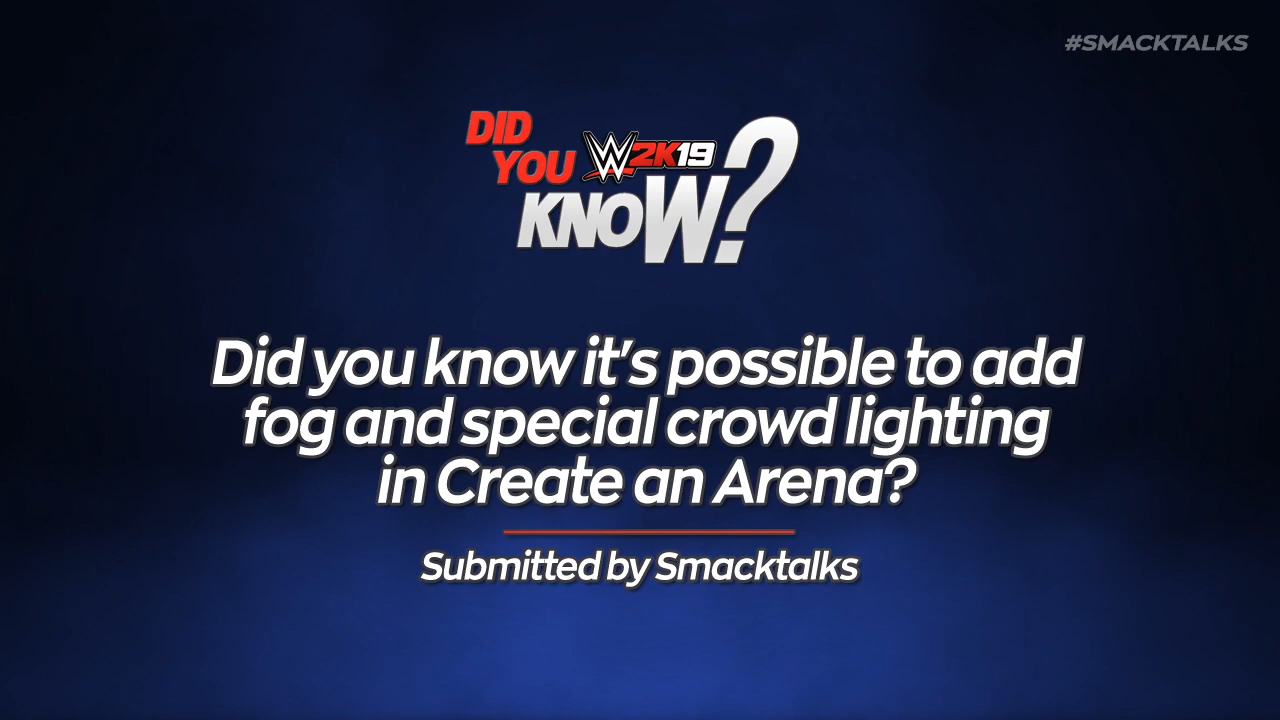 #SMACKTALKS
DID
YOU W2K19
KNOW?
Did you know it's possible to add
fog and special crowd lighting
in Create an Arena?
Submitted by Smacktalks